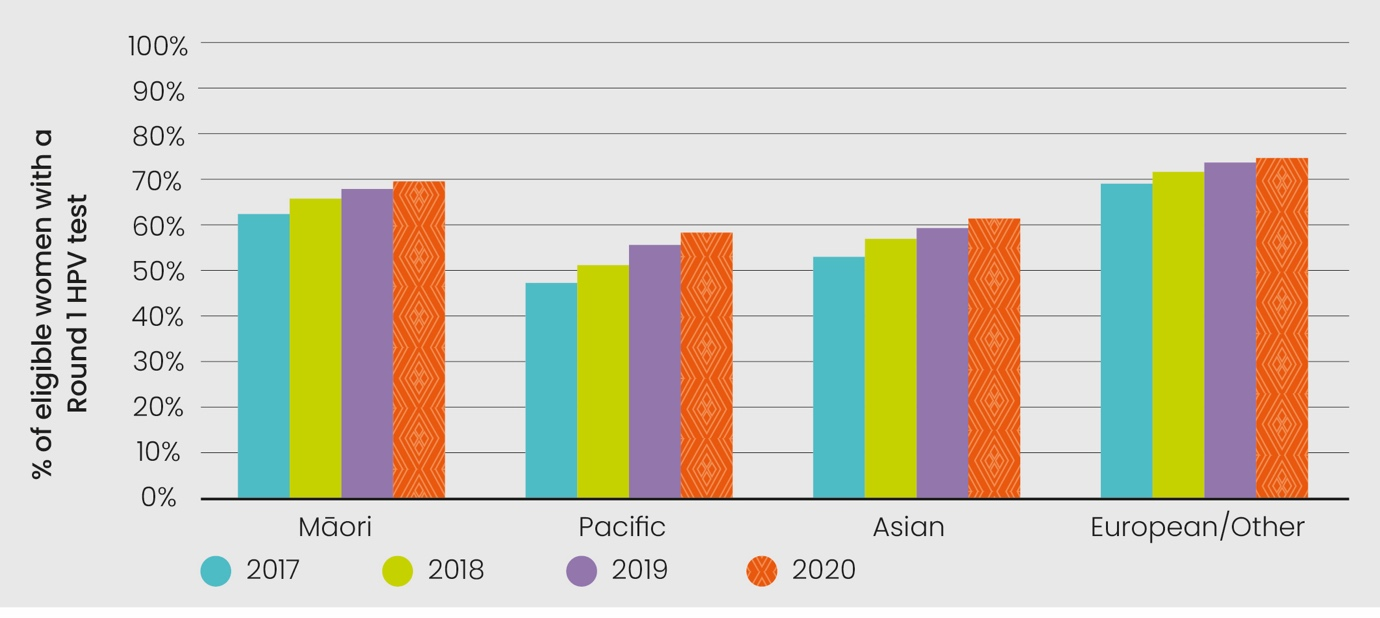 % of eligible women with a
Round 1 HPV test
100%
90%
80%
70%
60%
50%
40%
30%
20%
10%
0%
Māori Pacific Asian European/Other
2017 2018 2019 2020